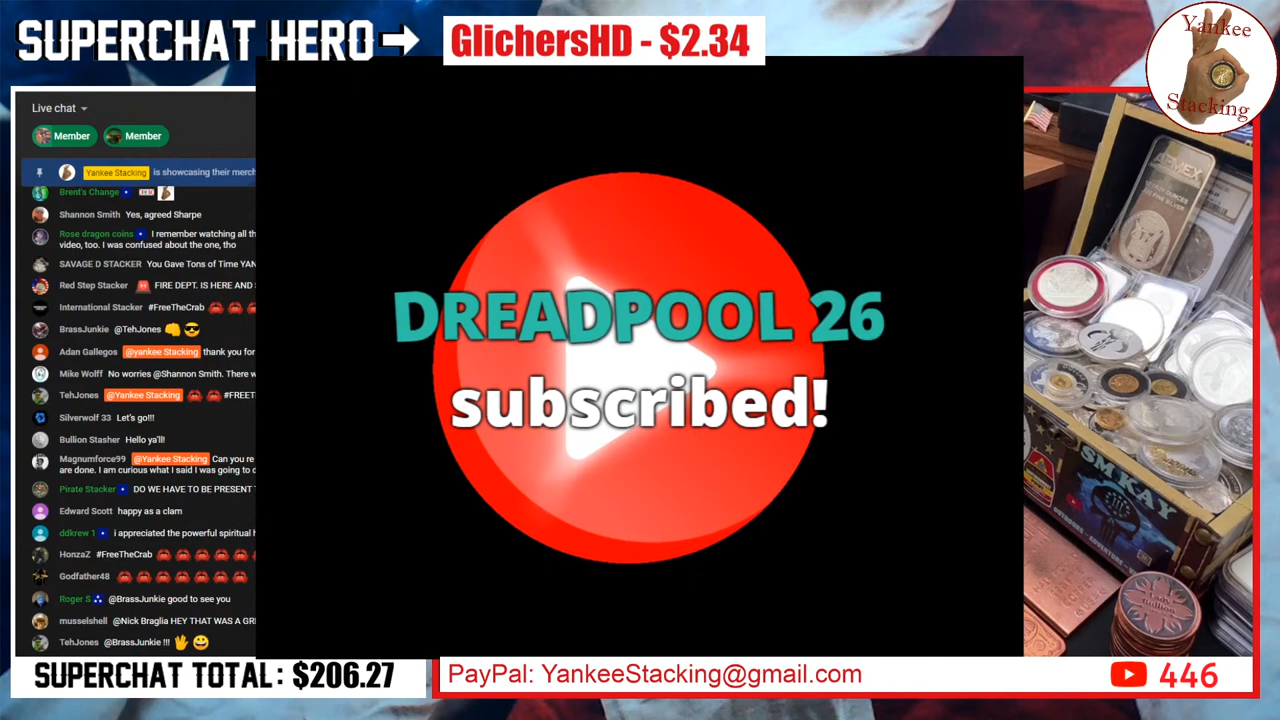 SUPERCHAT HERO
GlichersHD - $2.34
Yankee
Stacking
Live chat
Member Member
Yankee Stacking is showcasing their merch
Brent's Change
Shannon Smith Yes, agreed Sharpe
Rose dragon coins I remember watching all th
video, too. I was confused about the one, tho
SAVAGE D STACKER You Gave Tons of Time YAN
Red Step Stacker FIRE DEPT. IS HERE AND
International Stacker #FreeTheCrab
BrassJunkie @TehJones
Adan Gallegos @yankee Stacking thank you for
Mike Wolff No worries @Shannon Smith. There w
TehJones @Yankee Stacking #FREET
Silverwolf 33 Let's go!!!
Bullion Stasher Hello ya'll!
Magnumforce99 @Yankee Stacking Can you re
are done. I am curious what I said I was going to d
Pirate Stacker DO WE HAVE TO BE PRESENT T
Edward Scott happy as a clam
ddkrew 1 i appreciated the powerful spiritual h
HonzaZ #FreeTheCrab
Godfather48
Roger S @BrassJunkie good to see you
musselshell @Nick Braglia HEY THAT WAS A GR
TehJones @BrassJunkie !!!
DREADPOOL 26
subscribed!
APMEX
SM KAY
OUTDOORS - ADVENTURE -
Bullion
SUPERCHAT TOTAL: $206.27
PayPal: YankeeStacking@gmail.com
446